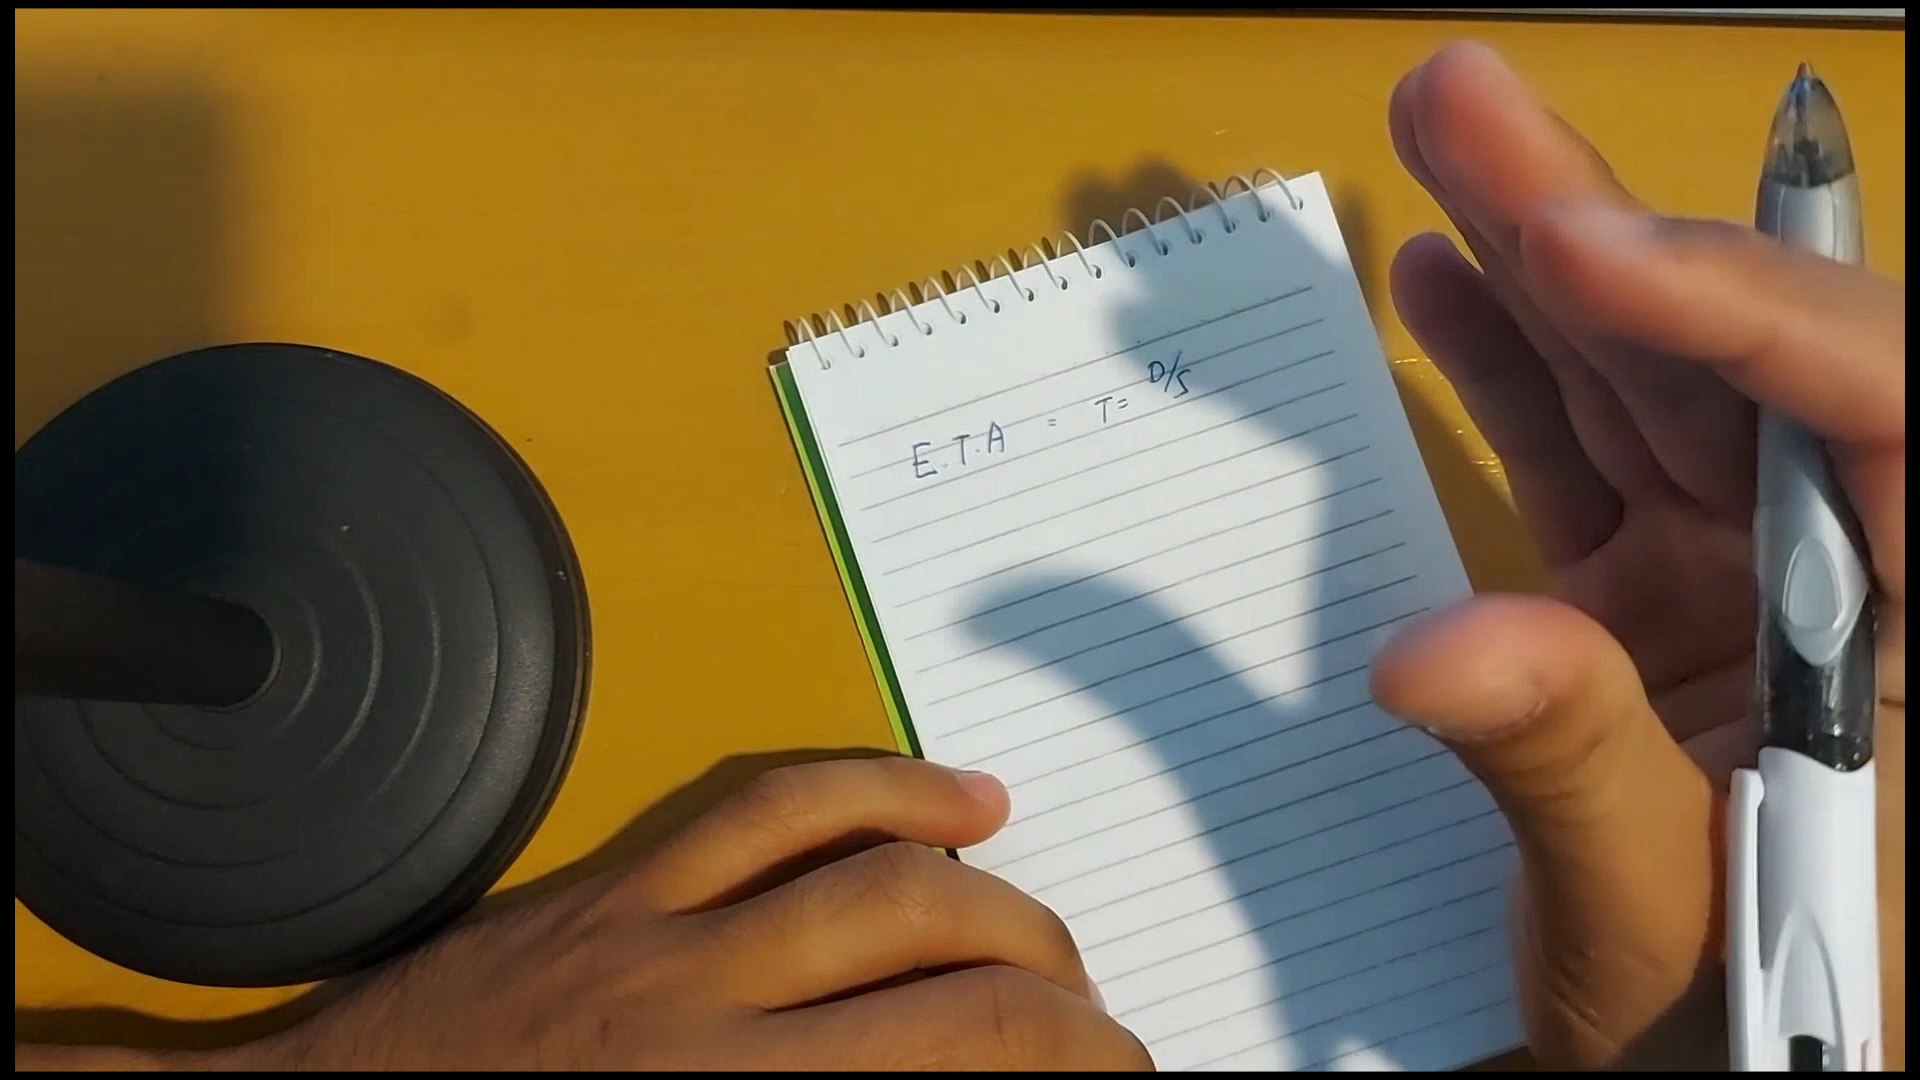 E.T.A = T= D/S